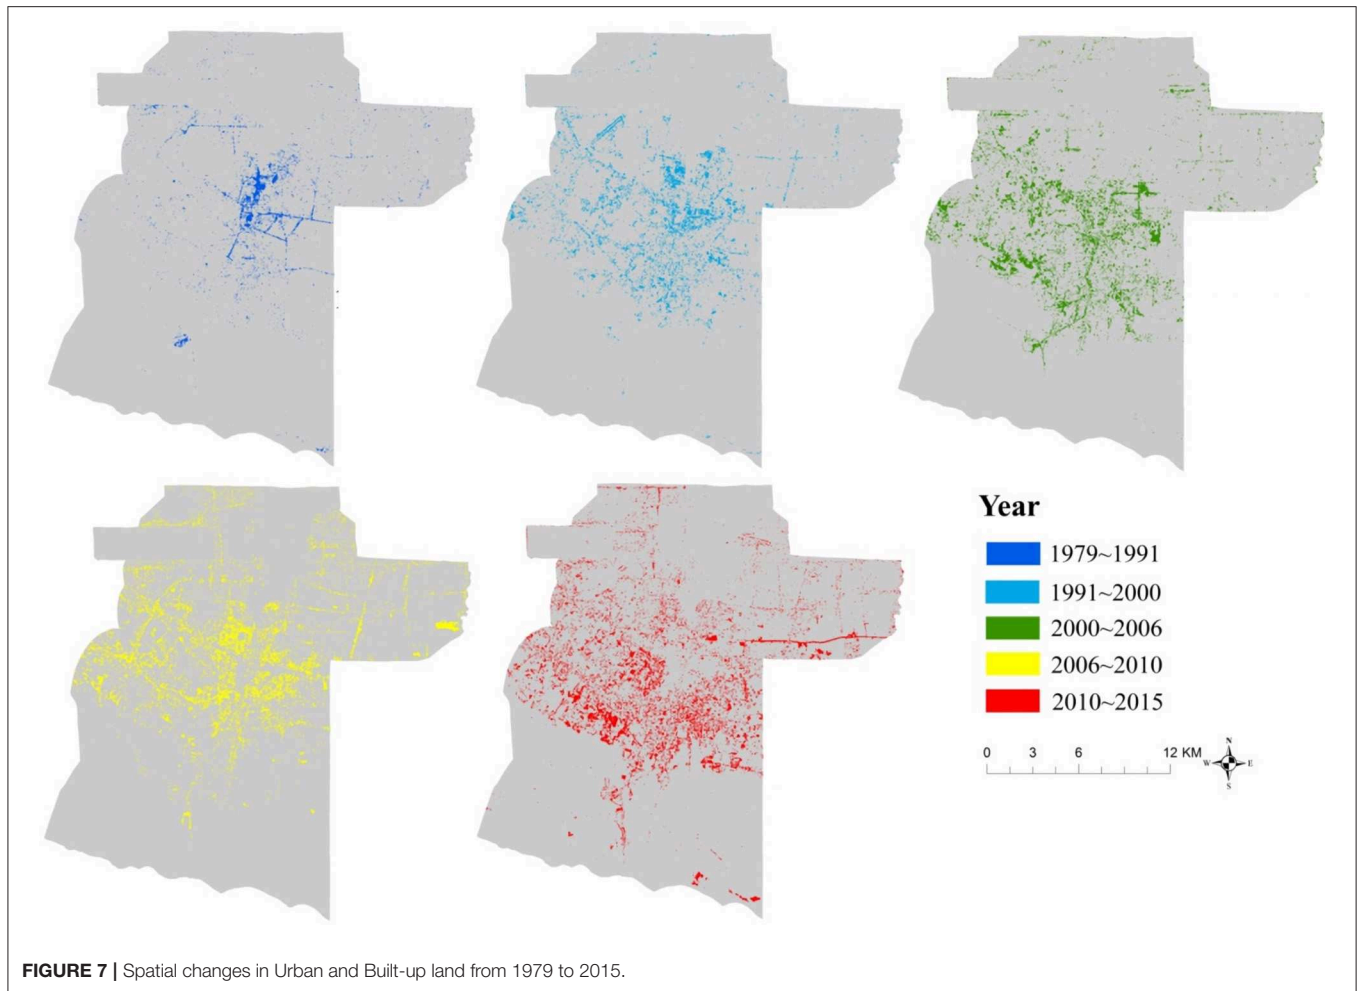 Year
1979~1991
1991~2000
2000~2006
2006~2010
2010~2015
0 3 6 12 KM
N
W E
S
FIGURE 7 | Spatial changes in Urban and Built-up land from 1979 to 2015.